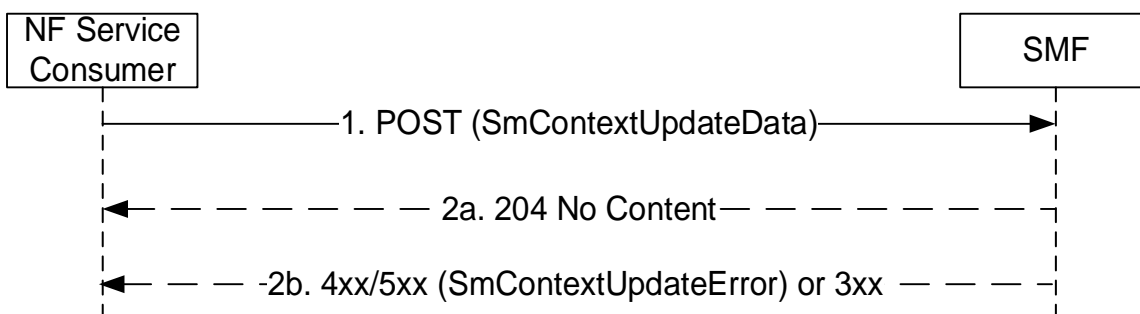 NF Service
Consumer
SMF
1. POST (SmContextUpdateData)
2a. 204 No Content
2b. 4xx/5xx (SmContextUpdateError) or 3xx